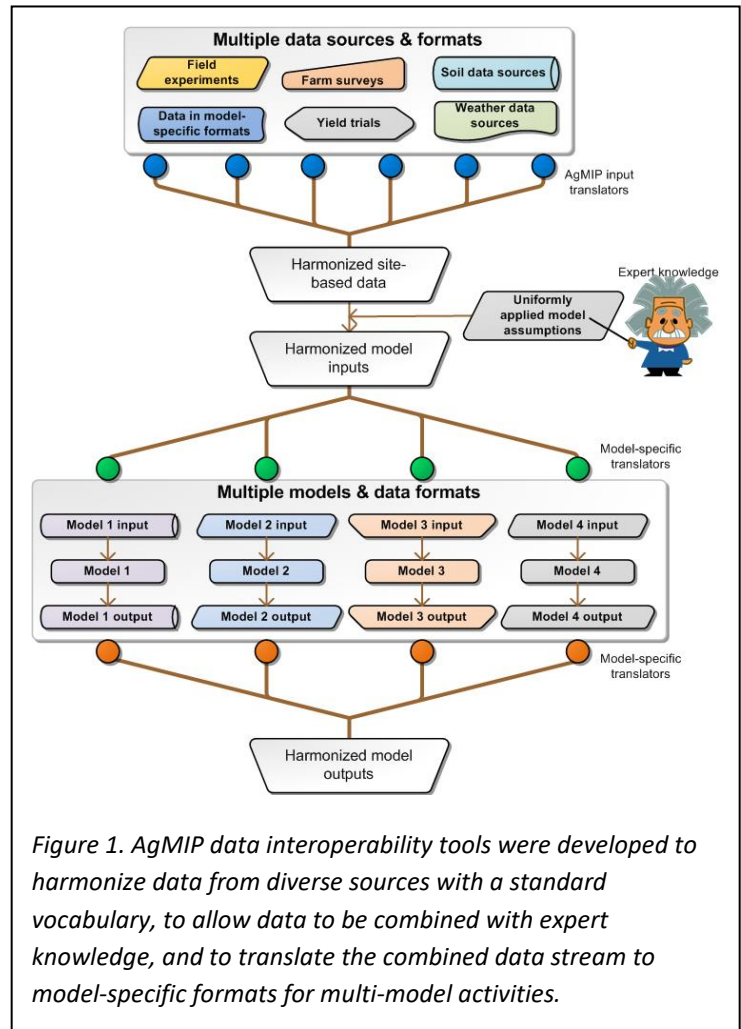 Multiple data sources & formats
Field
experiments
Farm surveys
Soil data sources
Data in model-
specific formats
Yield trials
Weather data
sources
AgMIP input
translators
Harmonized site-
based data
Expert knowledge
Uniformly
applied model
assumptions
Harmonized model
inputs
Model-specific
translators
Multiple models & data formats
Model 1 input
Model 2 input
Model 3 input
Model 4 input
Model 1
Model 2
Model 3
Model 4
Model 1 output
Model 2 output
Model 3 output
Model 4 output
Model-specific
translators
Harmonized model
outputs
Figure 1. AgMIP data interoperability tools were developed to
harmonize data from diverse sources with a standard
vocabulary, to allow data to be combined with expert
knowledge, and to translate the combined data stream to
model-specific formats for multi-model activities.